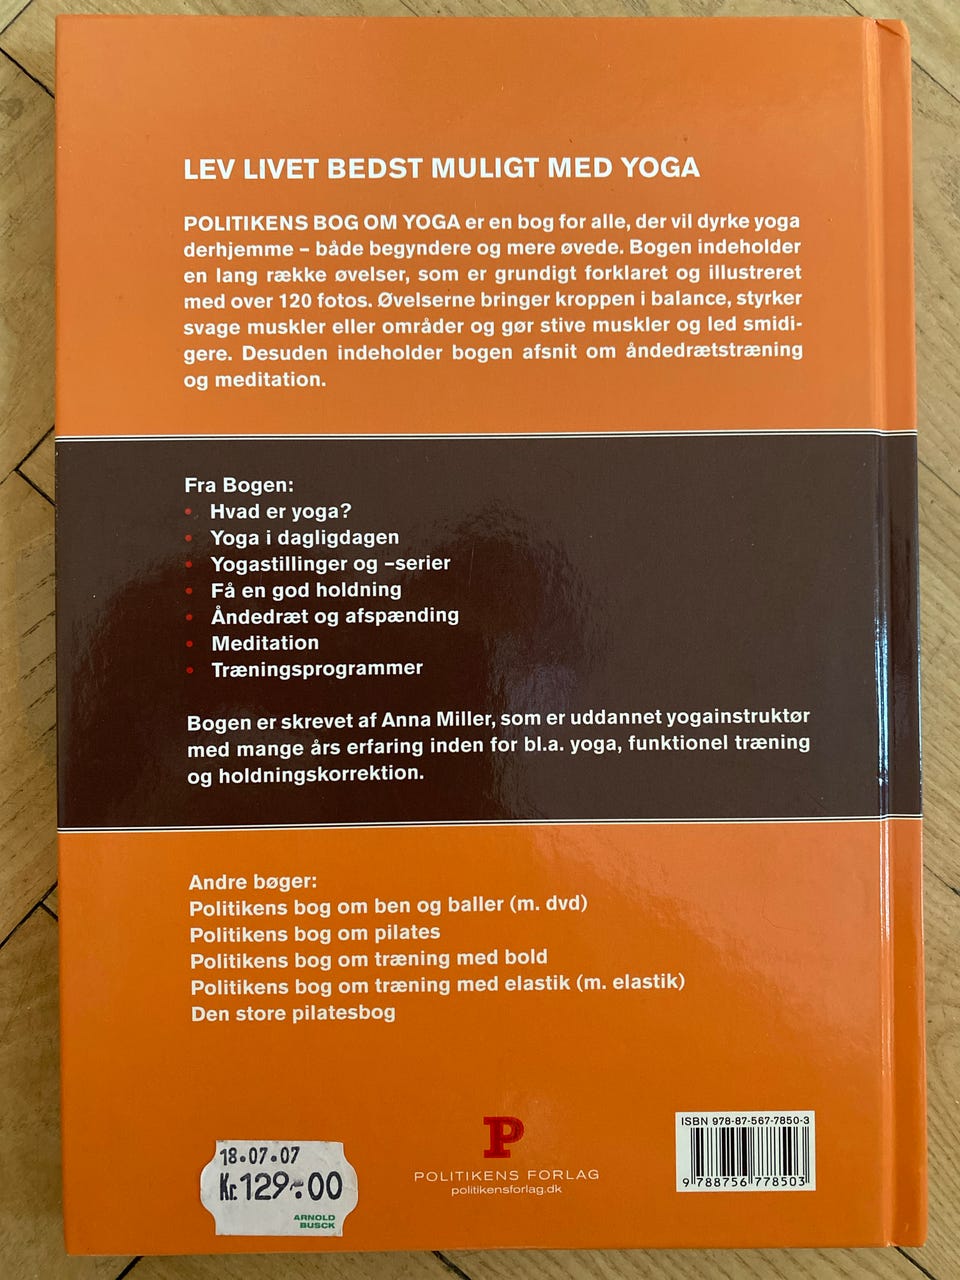 LEV LIVET BEDST MULIGT MED YOGA
POLITIKENS BOG OM YOGA er en bog for alle, der vil dyrke yoga
derhjemme – både begyndere og mere øvede. Bogen indeholder
en lang række øvelser, som er grundigt forklaret og illustreret
med over 120 fotos. Øvelserne bringer kroppen i balance, styrker
svage muskler eller områder og gør stive muskler og led smidi-
gere. Desuden indeholder bogen afsnit om åndedrætstræning
og meditation.
Fra Bogen:
• Hvad er yoga?
• Yoga i dagligdagen
• Yogastillinger og –serier
• Få en god holdning
• Åndedræt og afspænding
• Meditation
• Træningsprogrammer
Bogen er skrevet af Anna Miller, som er uddannet yogainstruktør
med mange års erfaring inden for bl.a. yoga, funktionel træning
og holdningskorrektion.
Andre bøger:
Politikens bog om ben og baller (m. dvd)
Politikens bog om pilates
Politikens bog om træning med bold
Politikens bog om træning med elastik (m. elastik)
Den store pilatesbog
18.07.07
Kr. 129.00
ARNOLD
BUSCK
P
POLITIKENS FORLAG
politikensforlag.dk
ISBN 978-87-567-7850-3
9 788756 778503